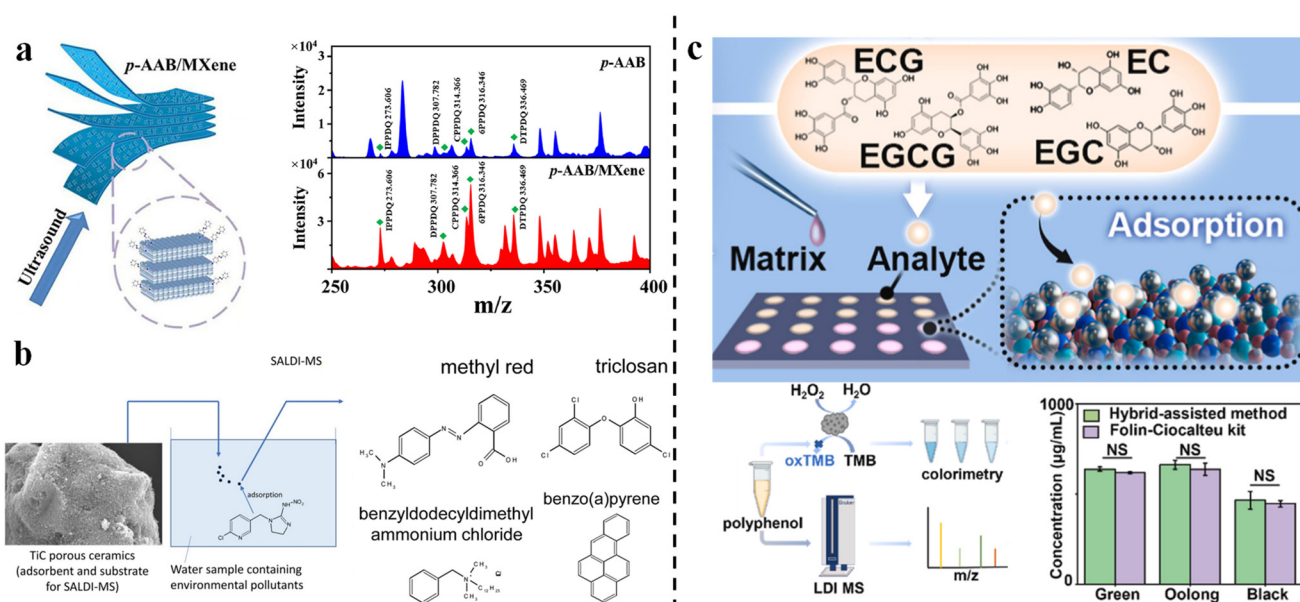 a
p-AAB/MXene
Ultrasound
×10⁴
p-AAB
Intensity
3
2
1
0
IPPDQ 273.606
DPPDQ 307.782
CPPDQ 314.366
6PPDQ 316.346
DTPDQ 336.469
×10⁴
p-AAB/MXene
Intensity
6
3
0
IPPDQ 273.606
DPPDQ 307.782
CPPDQ 314.366
6PPDQ 316.346
DTPDQ 336.469
250
300
350
400
m/z
b
SALDI-MS
adsorption
TiC porous ceramics
(adsorbent and substrate
for SALDI-MS)
Water sample containing
environmental pollutants
methyl red
triclosan
benzyldodecyldimethyl
ammonium chloride
benzo(a)pyrene
c
ECG
EC
EGCG
EGC
Matrix
Analyte
Adsorption
H₂O₂
H₂O
oxTMB
TMB
colorimetry
polyphenol
LDI MS
m/z
Hybrid-assisted method
Folin-Ciocalteu kit
Concentration (μg/mL)
1000
0
NS
NS
NS
Green
Oolong
Black